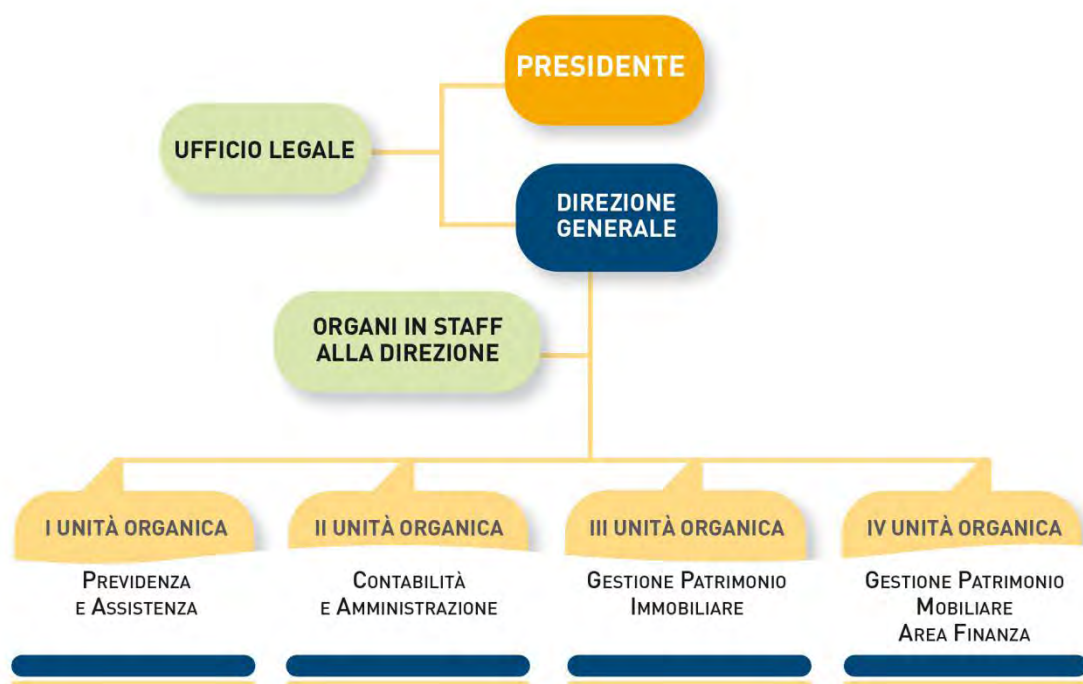 PRESIDENTE
UFFICIO LEGALE
DIREZIONE
GENERALE
ORGANI IN STAFF
ALLA DIREZIONE
I UNITÀ ORGANICA
PREVIDENZA
E ASSISTENZA
II UNITÀ ORGANICA
CONTABILITÀ
E AMMINISTRAZIONE
III UNITÀ ORGANICA
GESTIONE PATRIMONIO
IMMOBILIARE
IV UNITÀ ORGANICA
GESTIONE PATRIMONIO
MOBILIARE
AREA FINANZA